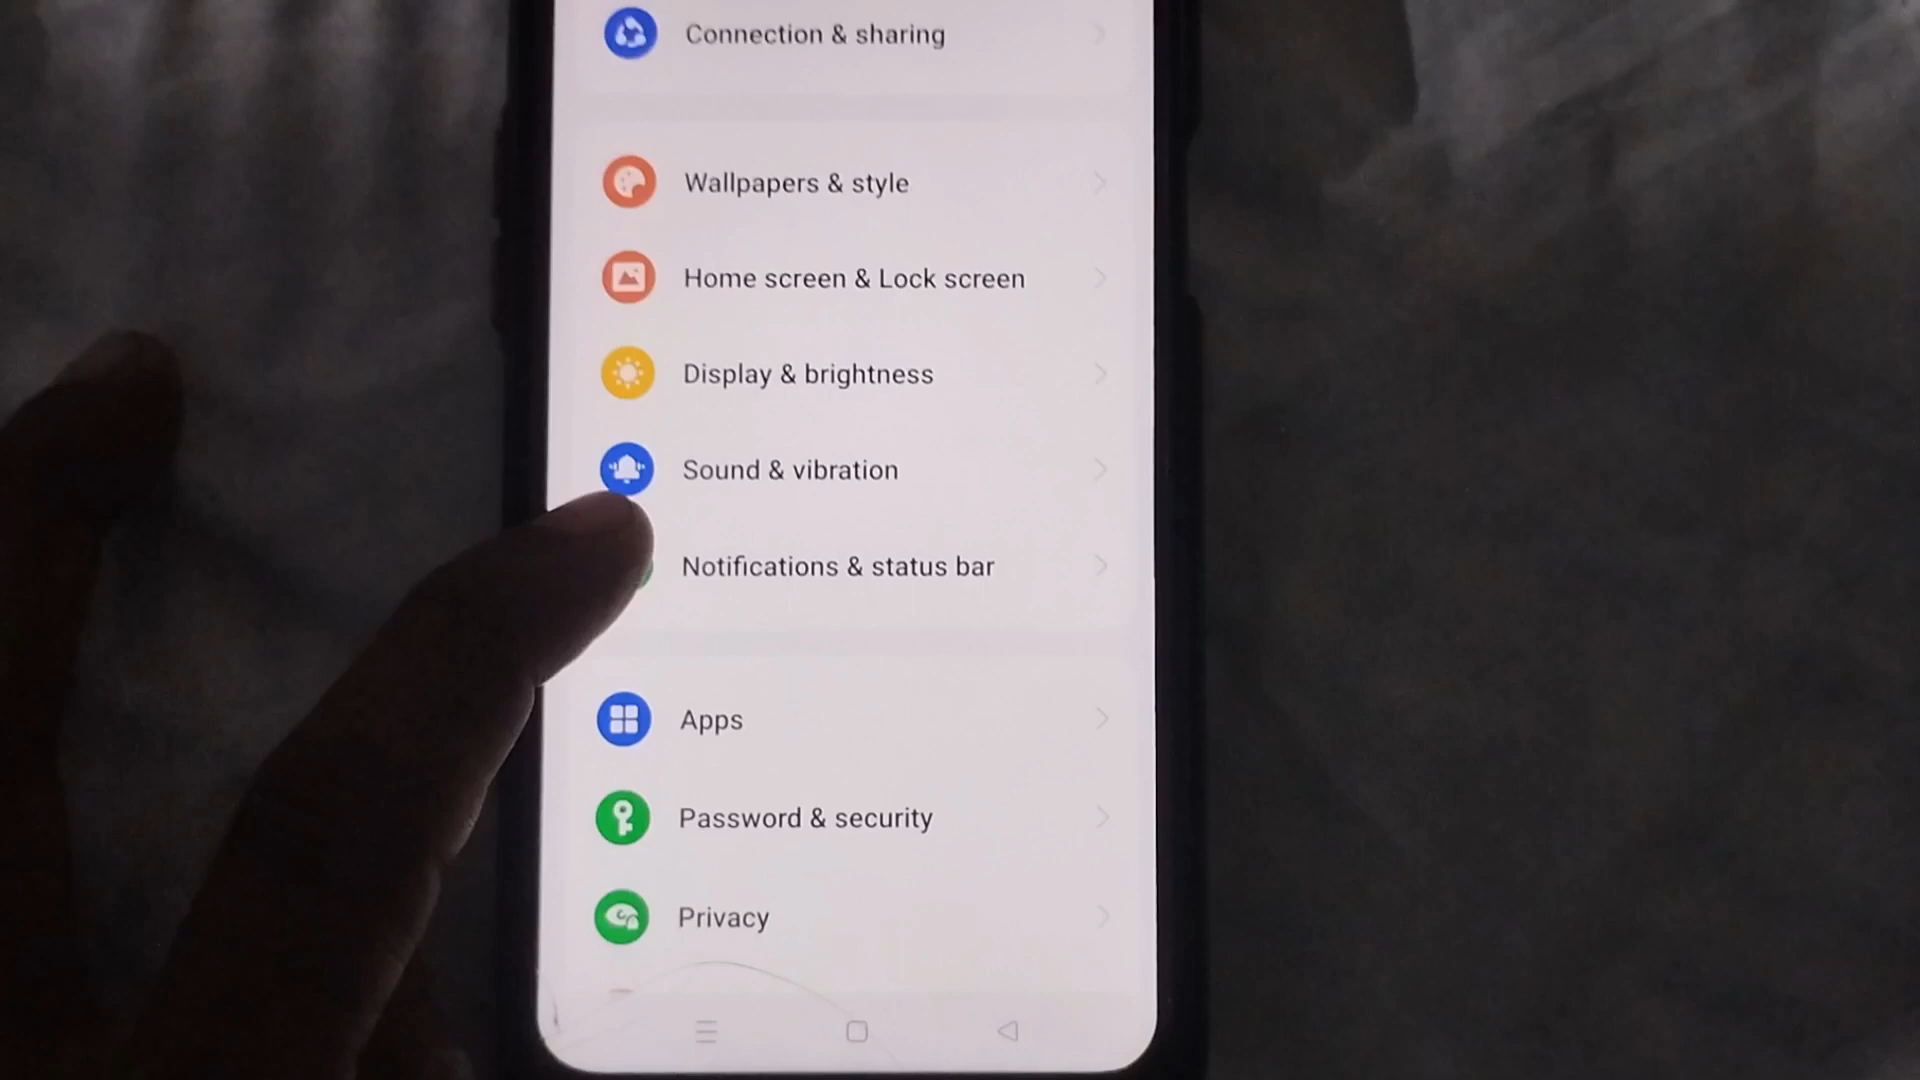 Connection & sharing
Wallpapers & style
Home screen & Lock screen
Display & brightness
Sound & vibration
Notifications & status bar
Apps
Password & security
Privacy